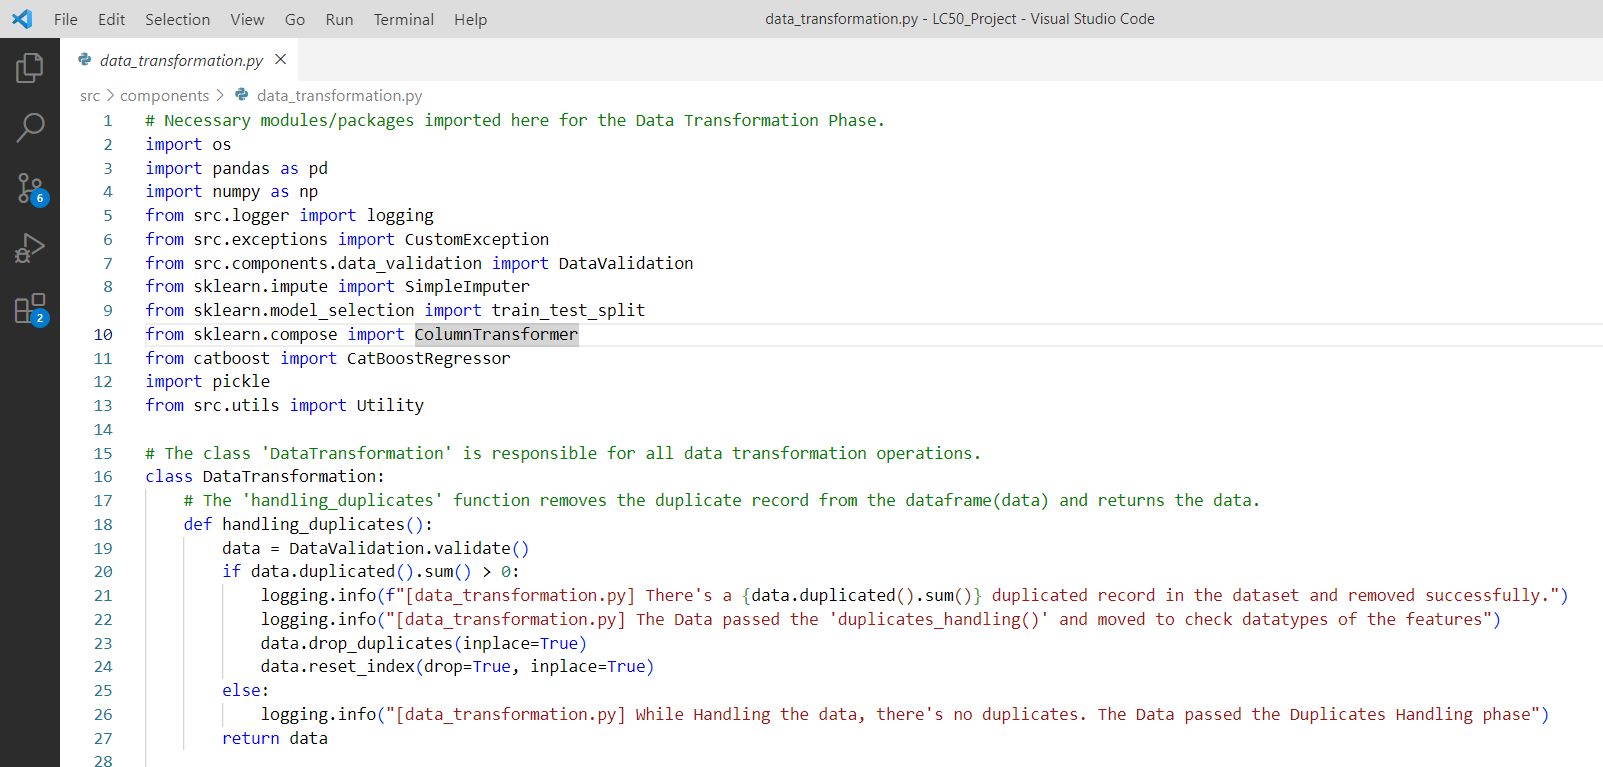 File Edit Selection View Go Run Terminal Help data_transformation.py - LC50_Project - Visual Studio Code
data_transformation.py
src > components > data_transformation.py
1 # Necessary modules/packages imported here for the Data Transformation Phase.
2 import os
3 import pandas as pd
4 import numpy as np
5 from src.logger import logging
6 from src.exceptions import CustomException
7 from src.components.data_validation import DataValidation
8 from sklearn.impute import SimpleImputer
9 from sklearn.model_selection import train_test_split
10 from sklearn.compose import ColumnTransformer
11 from catboost import CatBoostRegressor
12 import pickle
13 from src.utils import Utility
14
15 # The class 'DataTransformation' is responsible for all data transformation operations.
16 class DataTransformation:
17     # The 'handling_duplicates' function removes the duplicate record from the dataframe(data) and returns the data.
18     def handling_duplicates():
19         data = DataValidation.validate()
20         if data.duplicated().sum() > 0:
21             logging.info(f"[data_transformation.py] There's a {data.duplicated().sum()} duplicated record in the dataset and removed successfully.")
22             logging.info("[data_transformation.py] The Data passed the 'duplicates_handling()' and moved to check datatypes of the features")
23             data.drop_duplicates(inplace=True)
24             data.reset_index(drop=True, inplace=True)
25         else:
26             logging.info("[data_transformation.py] While Handling the data, there's no duplicates. The Data passed the Duplicates Handling phase")
27         return data
28
6
2